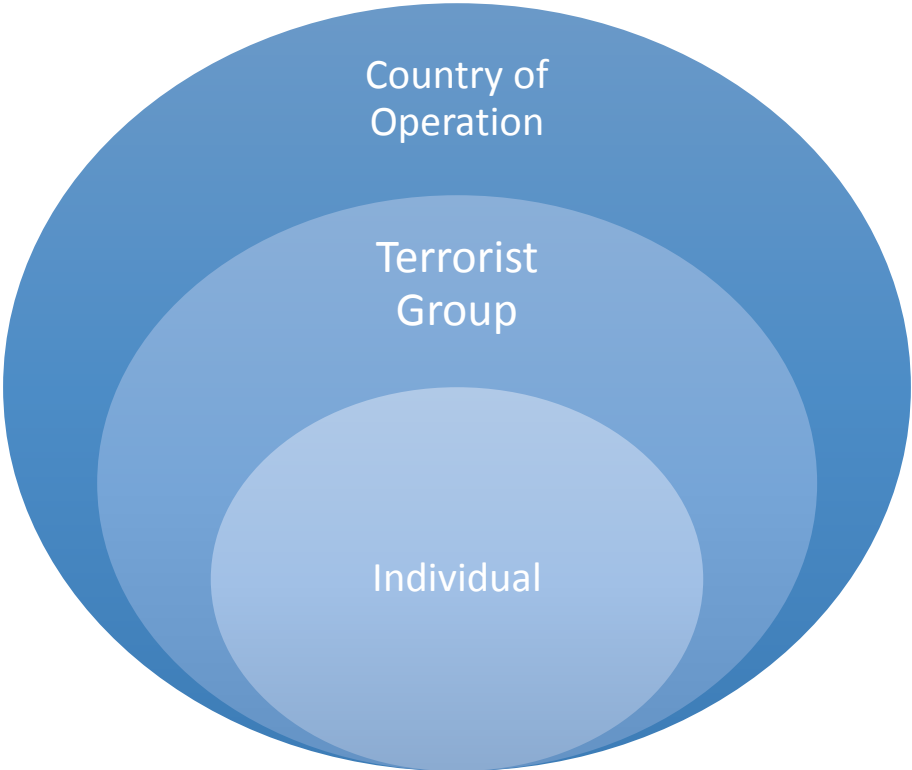 Country of
Operation
Terrorist
Group
Individual